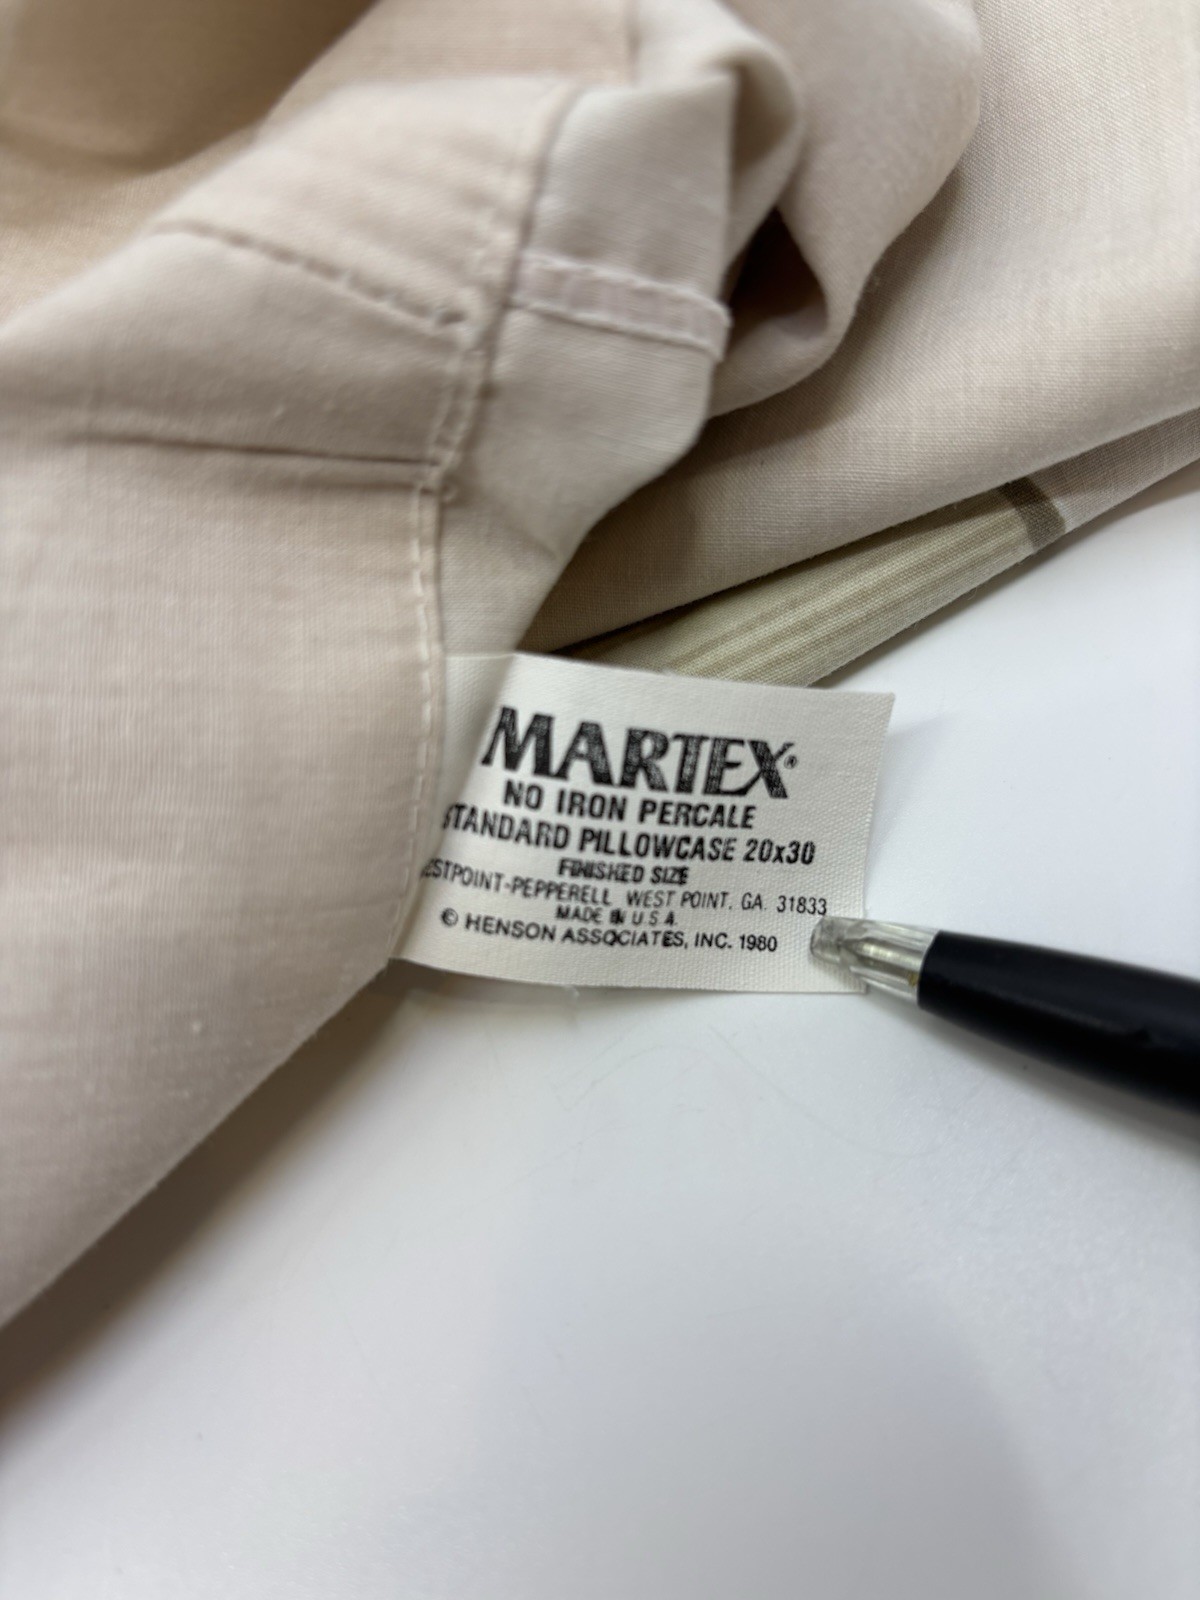 MARTEX®
NO IRON PERCALE
STANDARD PILLOWCASE 20x30
FINISHED SIZE
ESTPOINT-PEPPERELL WEST POINT, GA. 31833
MADE IN U.S.A.
© HENSON ASSOCIATES, INC. 1980